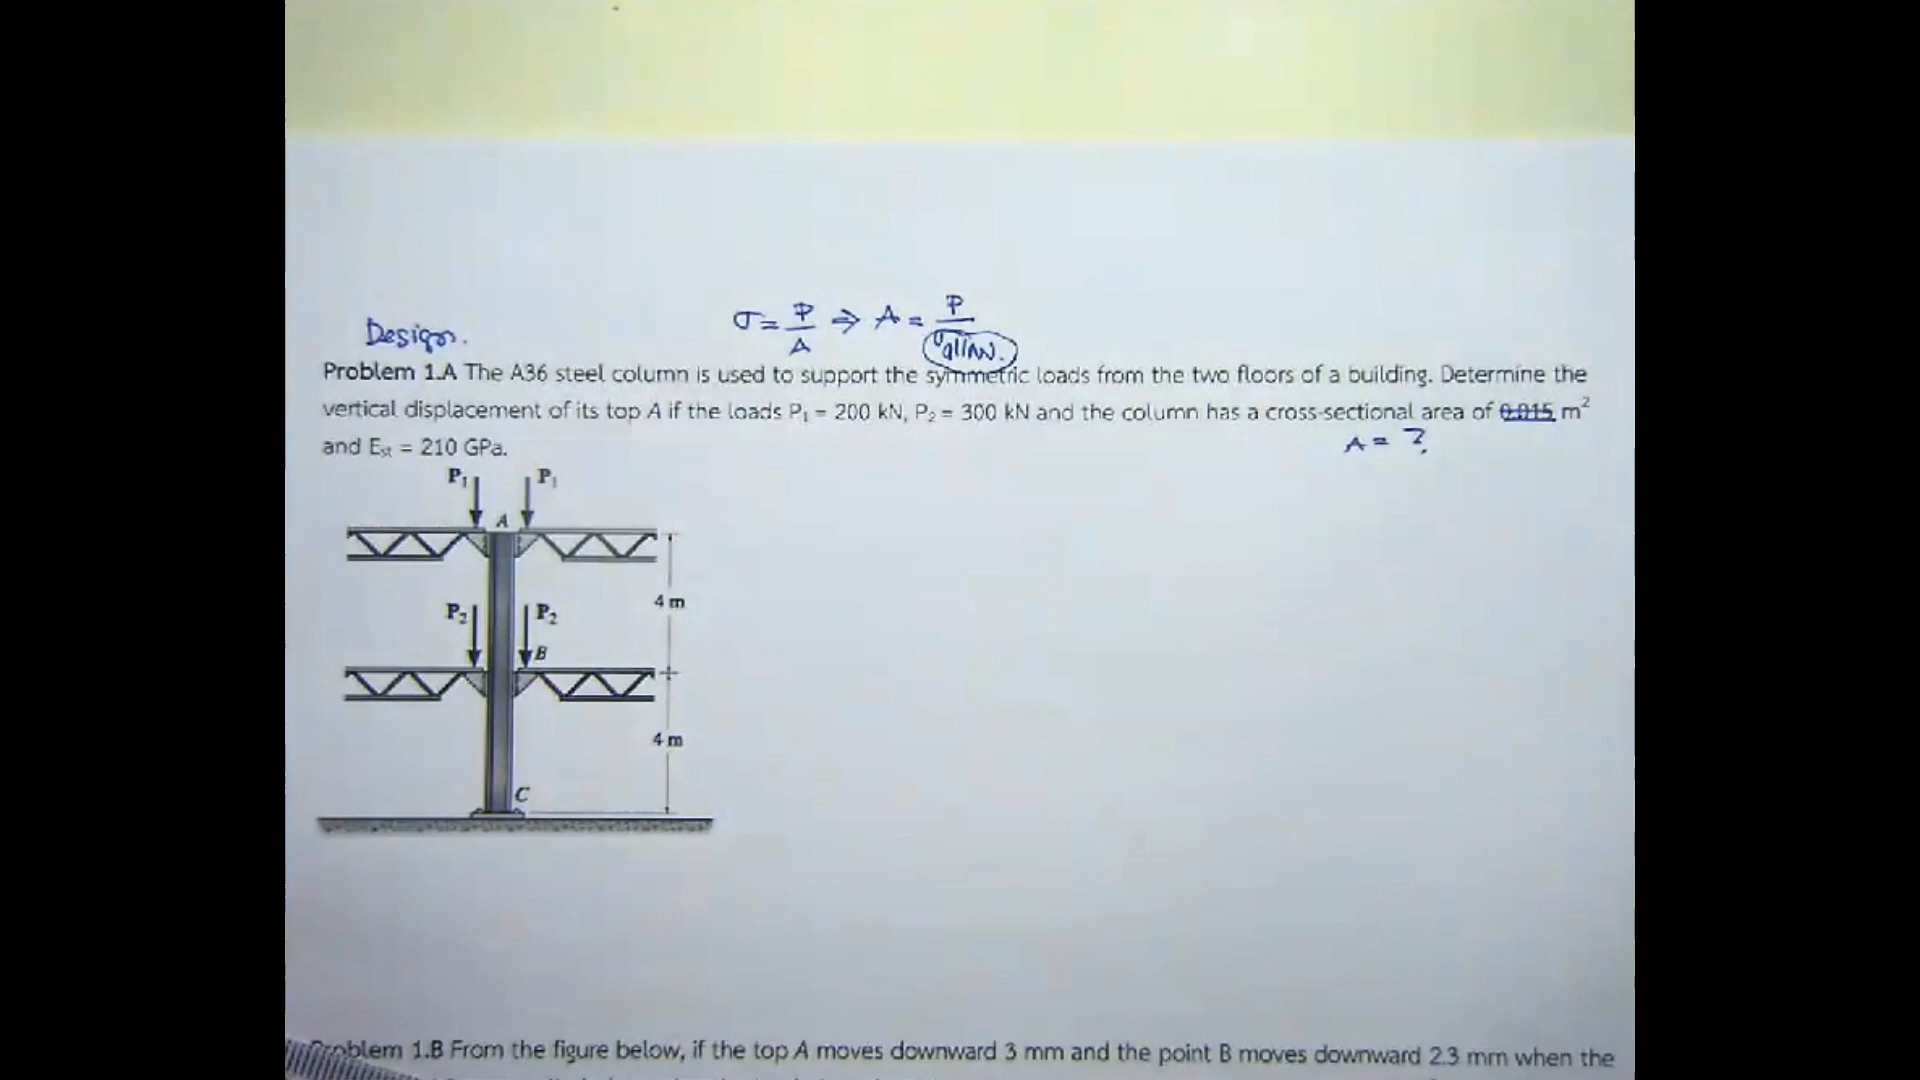 Design.
σ = P/A ⇒ A = P/σallow.
Problem 1.A The A36 steel column is used to support the symmetric loads from the two floors of a building. Determine the
vertical displacement of its top A if the loads P₁ = 200 kN, P₂ = 300 kN and the column has a cross-sectional area of 0.015 m²
A = ?
and Est = 210 GPa.
P₁ P₁
A
4 m
P₂ P₂
B
4 m
C
Problem 1.B From the figure below, if the top A moves downward 3 mm and the point B moves downward 2.3 mm when the